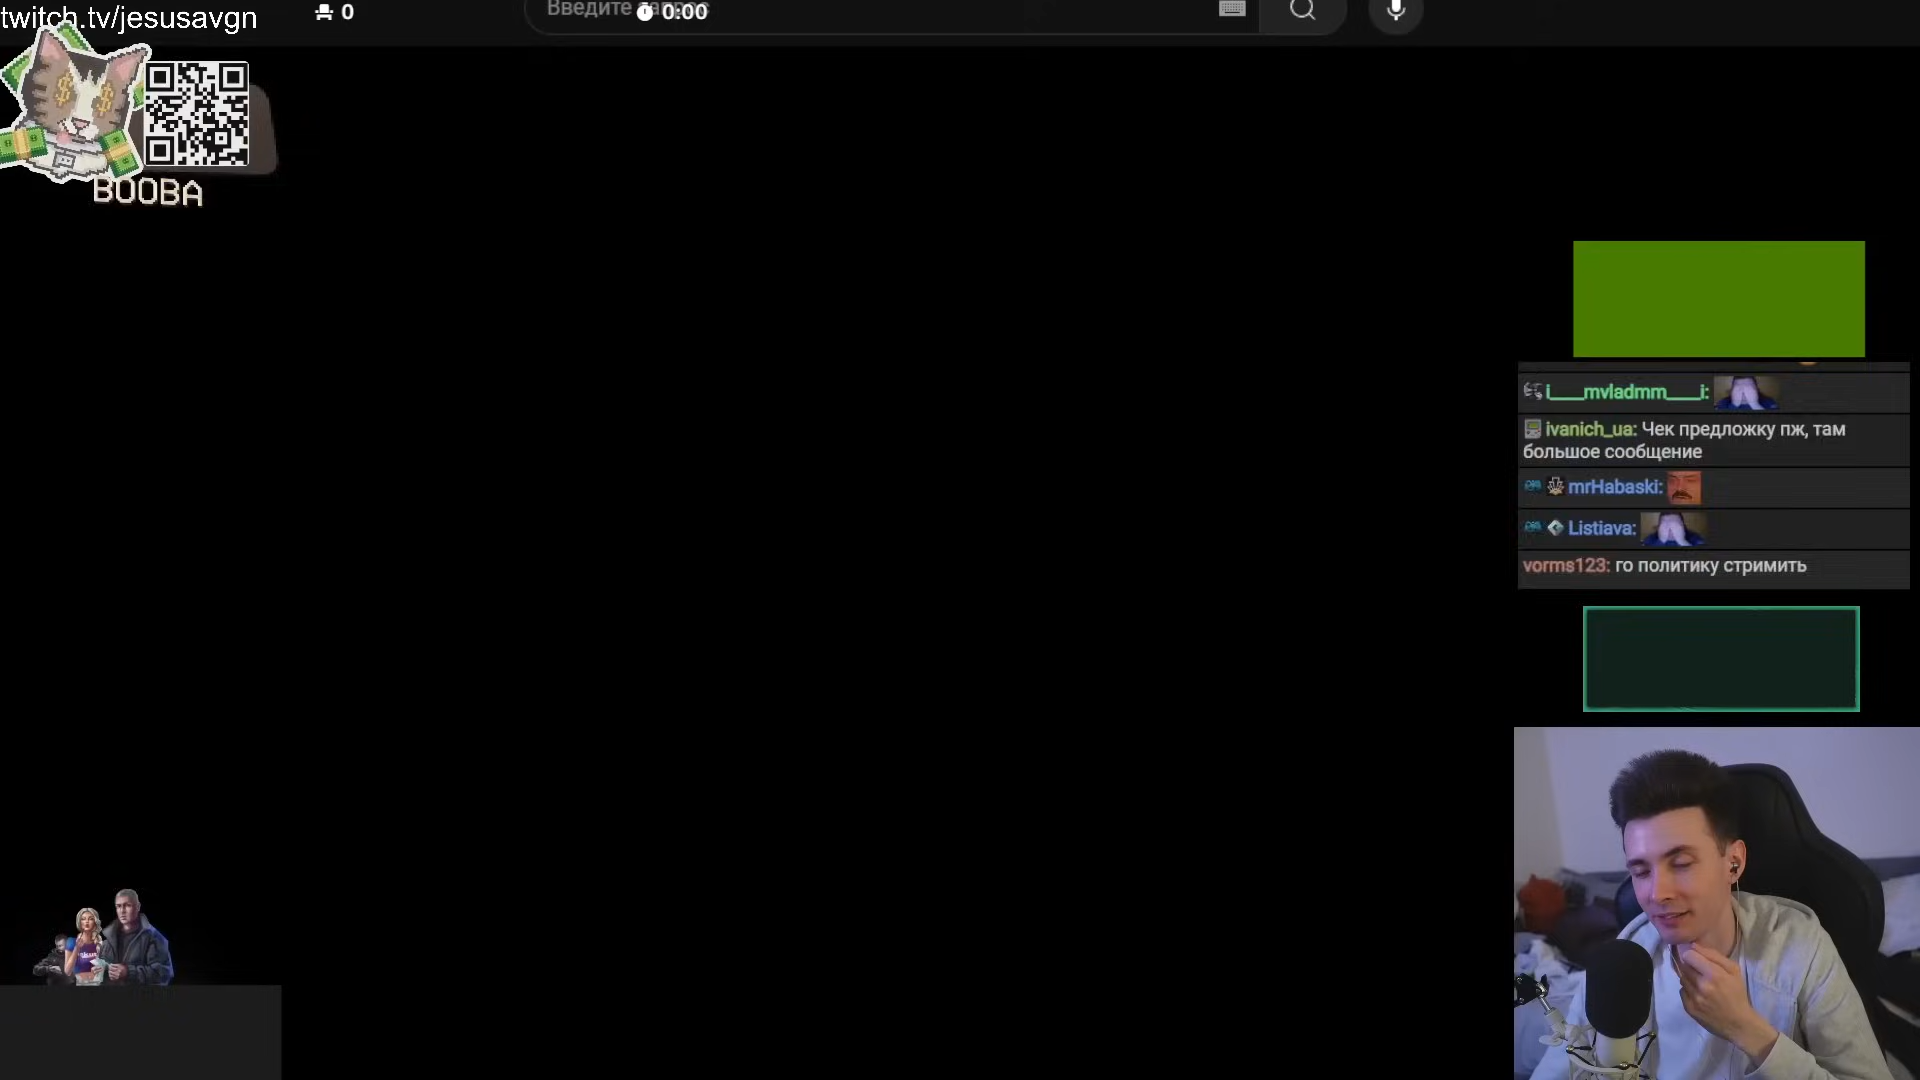 twitch.tv/jesusavgn
0
Введите
0:00
BOOBA
i____mvladmm____i:
ivanich_ua: Чек предложку пж, там
большое сообщение
mrHabaski:
Listiava:
vorms123: го политику стримить